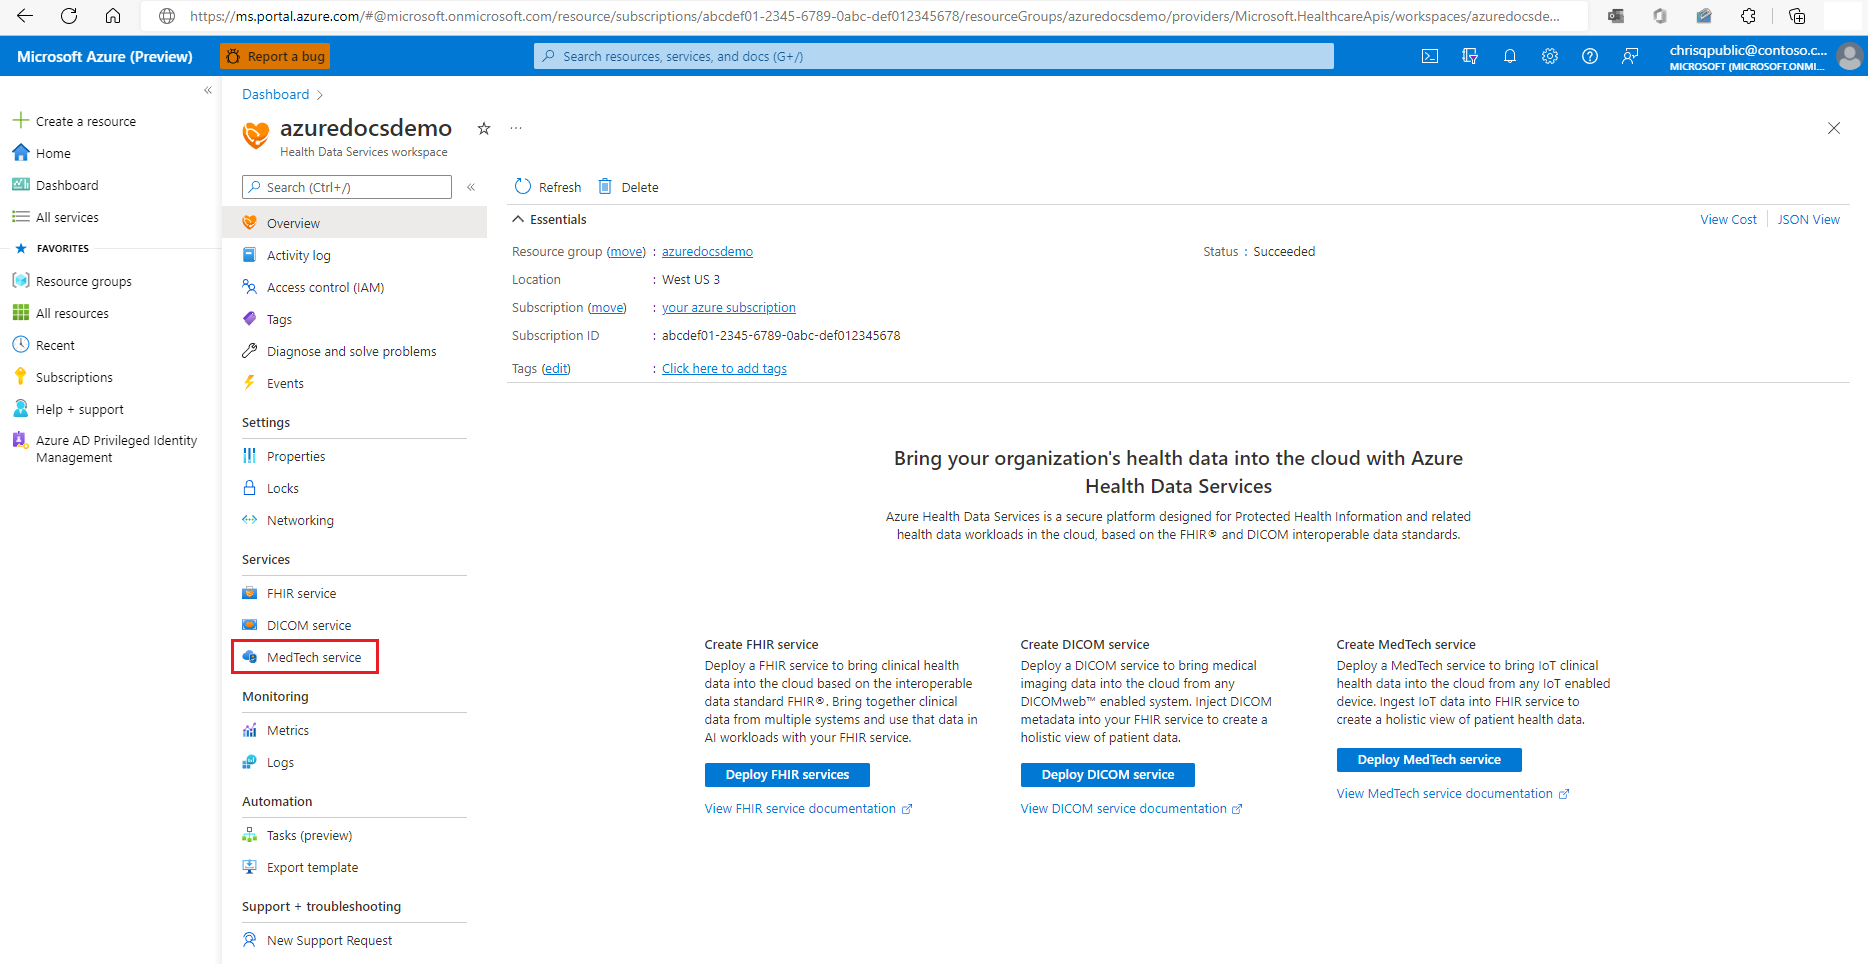 https://ms.portal.azure.com/#@microsoft.onmicrosoft.com/resource/subscriptions/abcdef01-2345-6789-0abc-def012345678/resourceGroups/azuredocsdemo/providers/Microsoft.HealthcareApis/workspaces/azuredocsde...
Microsoft Azure (Preview)
Report a bug
Search resources, services, and docs (G+/)
chrisqpublic@contoso.c...
MICROSOFT (MICROSOFT.ONMI...
Create a resource
Home
Dashboard
All services
FAVORITES
Resource groups
All resources
Recent
Subscriptions
Help + support
Azure AD Privileged Identity
Management
Dashboard
azuredocsdemo
Health Data Services workspace
Search (Ctrl+/)
Overview
Activity log
Access control (IAM)
Tags
Diagnose and solve problems
Events
Settings
Properties
Locks
Networking
Services
FHIR service
DICOM service
MedTech service
Monitoring
Metrics
Logs
Automation
Tasks (preview)
Export template
Support + troubleshooting
New Support Request
Refresh
Delete
Essentials
View Cost
JSON View
Resource group (move) : azuredocsdemo
Status : Succeeded
Location : West US 3
Subscription (move) : your azure subscription
Subscription ID : abcdef01-2345-6789-0abc-def012345678
Tags (edit) : Click here to add tags
Bring your organization's health data into the cloud with Azure
Health Data Services
Azure Health Data Services is a secure platform designed for Protected Health Information and related
health data workloads in the cloud, based on the FHIR® and DICOM interoperable data standards.
Create FHIR service
Deploy a FHIR service to bring clinical health
data into the cloud based on the interoperable
data standard FHIR®. Bring together clinical
data from multiple systems and use that data in
AI workloads with your FHIR service.
Deploy FHIR services
View FHIR service documentation
Create DICOM service
Deploy a DICOM service to bring medical
imaging data into the cloud from any
DICOMweb™ enabled system. Inject DICOM
metadata into your FHIR service to create a
holistic view of patient data.
Deploy DICOM service
View DICOM service documentation
Create MedTech service
Deploy a MedTech service to bring IoT clinical
health data into the cloud from any IoT enabled
device. Ingest IoT data into FHIR service to
create a holistic view of patient health data.
Deploy MedTech service
View MedTech service documentation